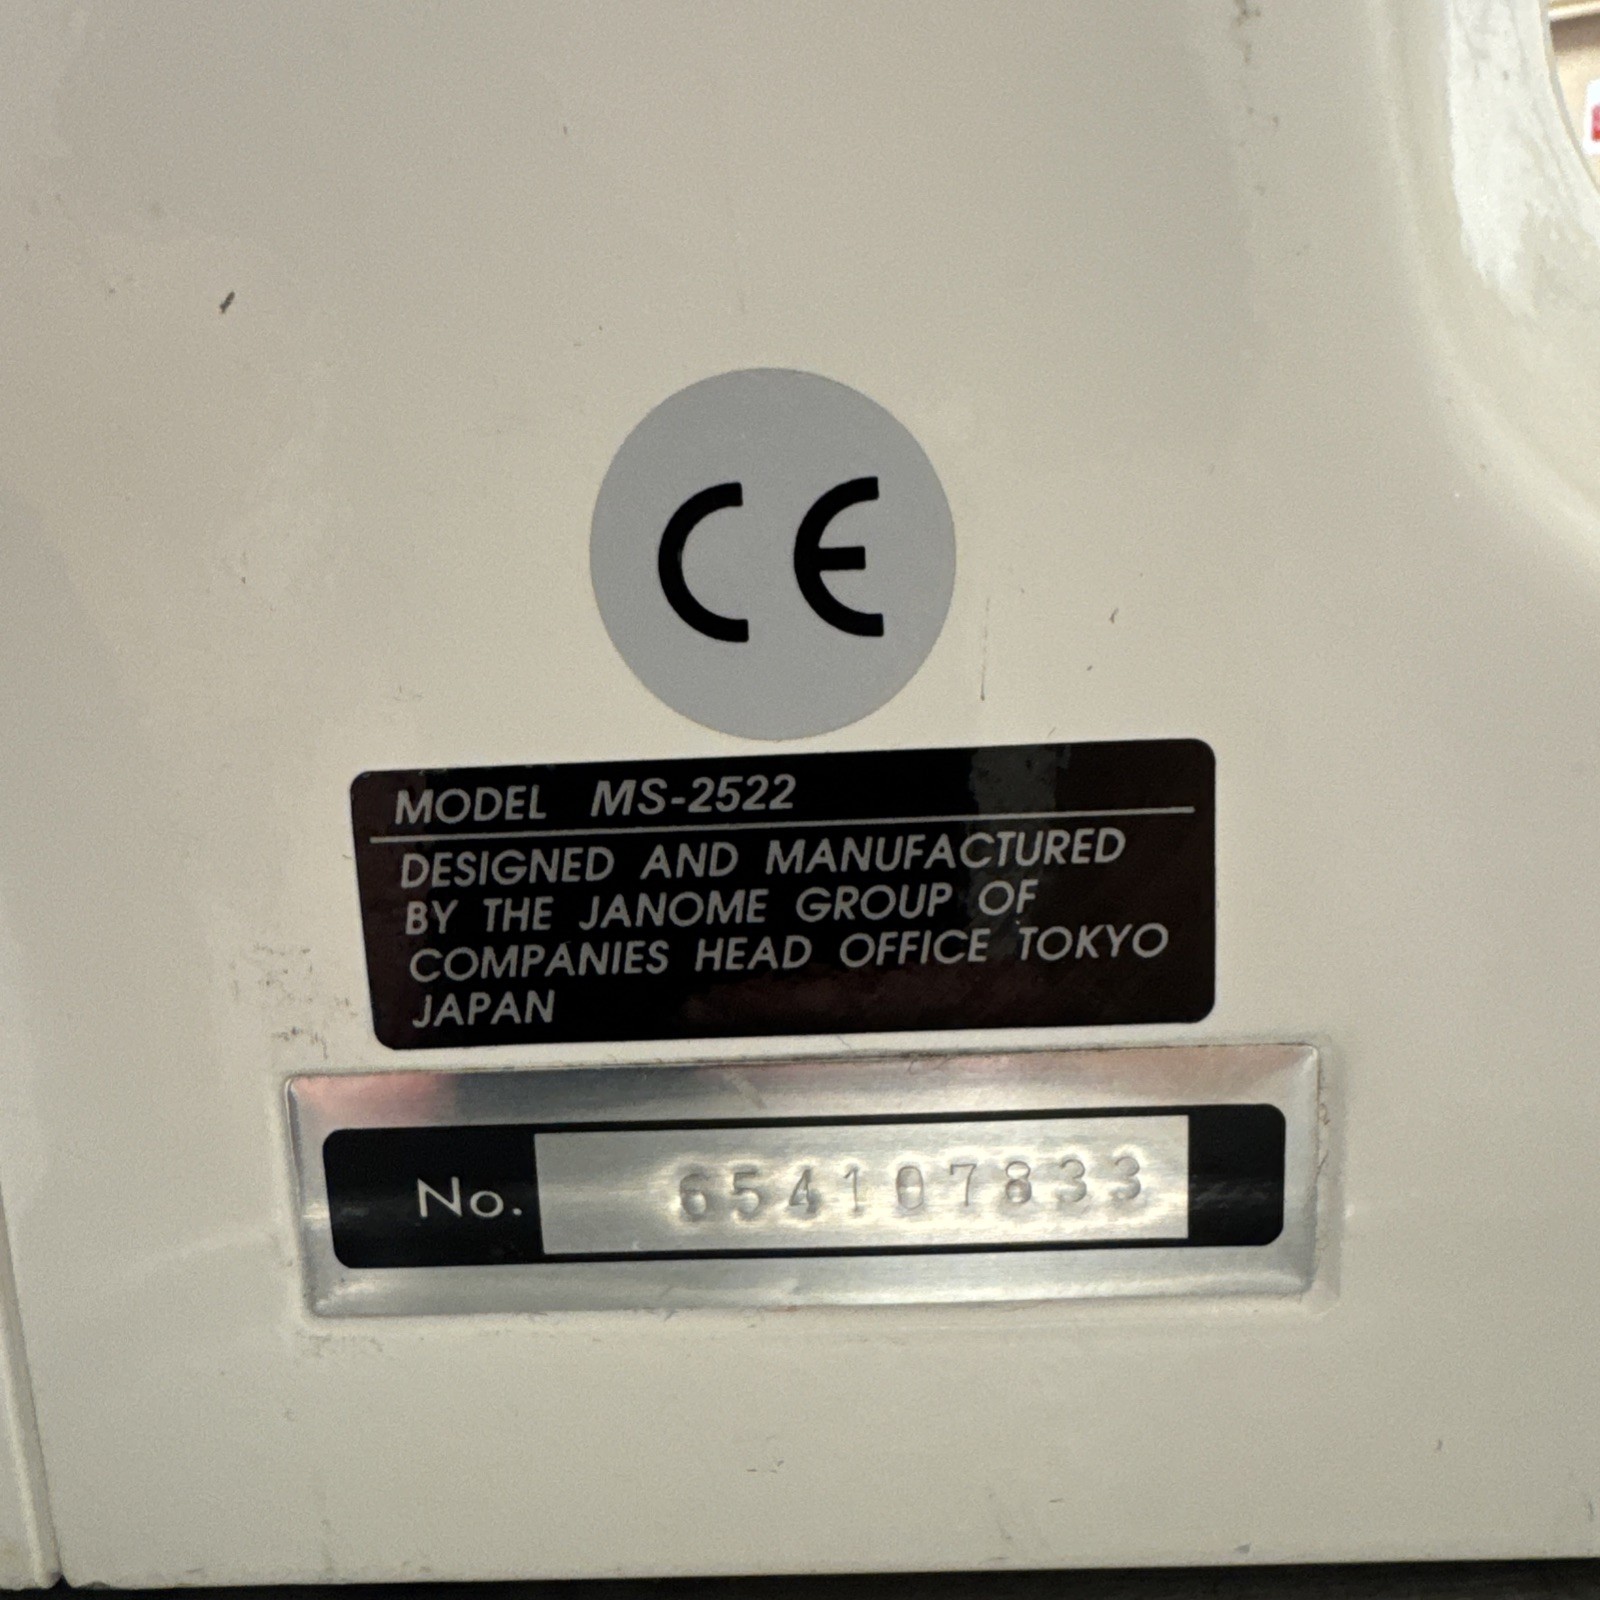 CE
MODEL MS-2522
DESIGNED AND MANUFACTURED
BY THE JANOME GROUP OF
COMPANIES HEAD OFFICE TOKYO
JAPAN
No. 654107833